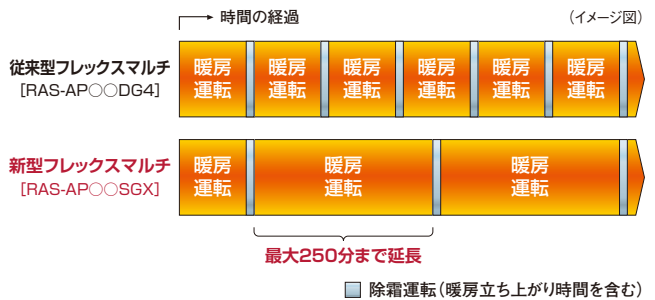 時間の経過
（イメージ図）
従来型フレックスマルチ
[RAS-AP○○DG4]
暖房
運転
暖房
運転
暖房
運転
暖房
運転
暖房
運転
暖房
運転
新型フレックスマルチ
[RAS-AP○○SGX]
暖房
運転
暖房
運転
暖房
運転
最大250分まで延長
除霜運転（暖房立ち上がり時間を含む）